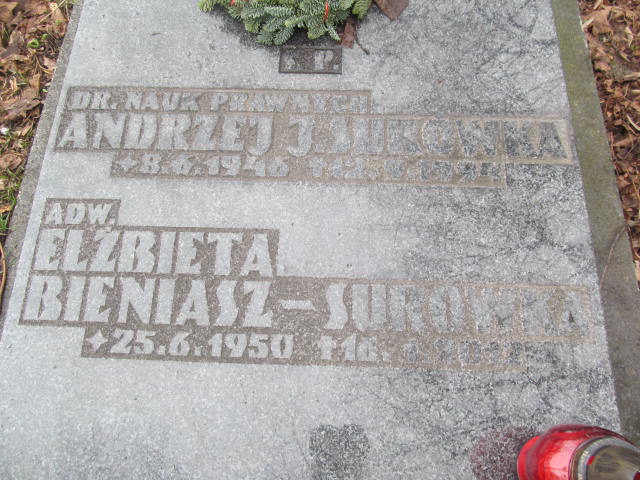 Ś. P.
DR. NAUK PRAWNYCH
ANDRZEJ J. SUROWKA
*8.6.1946
ADW.
ELŻBIETA
BIENIASZ-SUROWKA
*25.6.1950